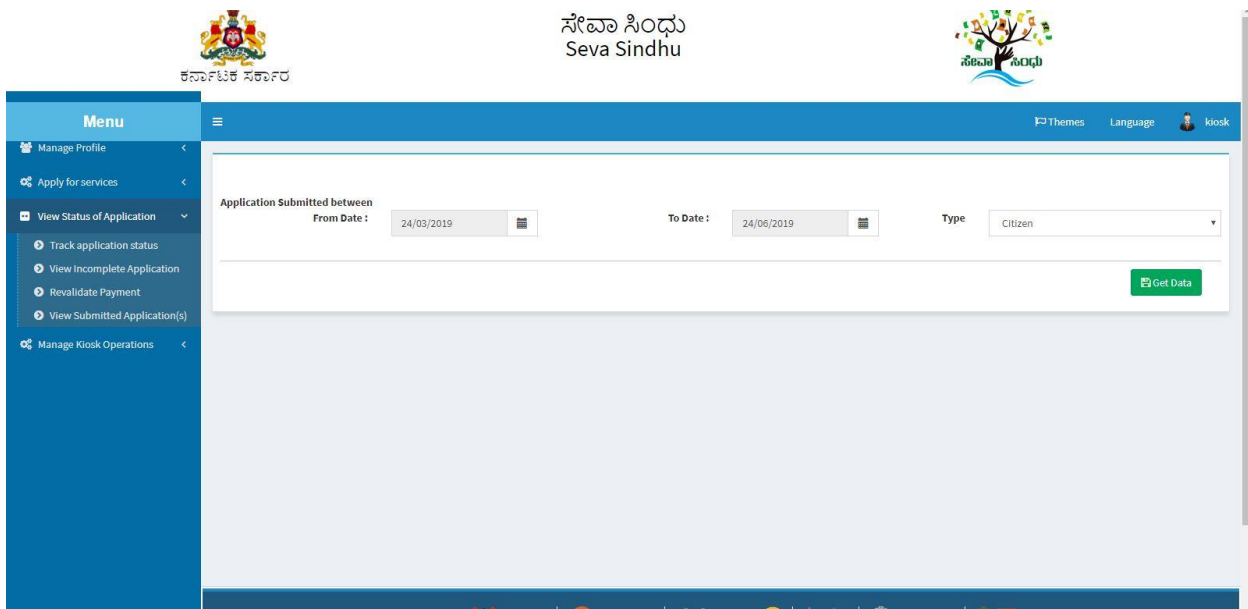 ಸೇವಾ ಸಿಂಧು
Seva Sindhu
ಕರ್ನಾಟಕ ಸರ್ಕಾರ
ಸೇವಾ ಸಿಂಧು
Menu
Themes Language kiosk
Manage Profile
Apply for services
View Status of Application
Track application status
View Incomplete Application
Revalidate Payment
View Submitted Application(s)
Manage Kiosk Operations
Application Submitted between
From Date : 24/03/2019 To Date : 24/06/2019 Type Citizen
Get Data